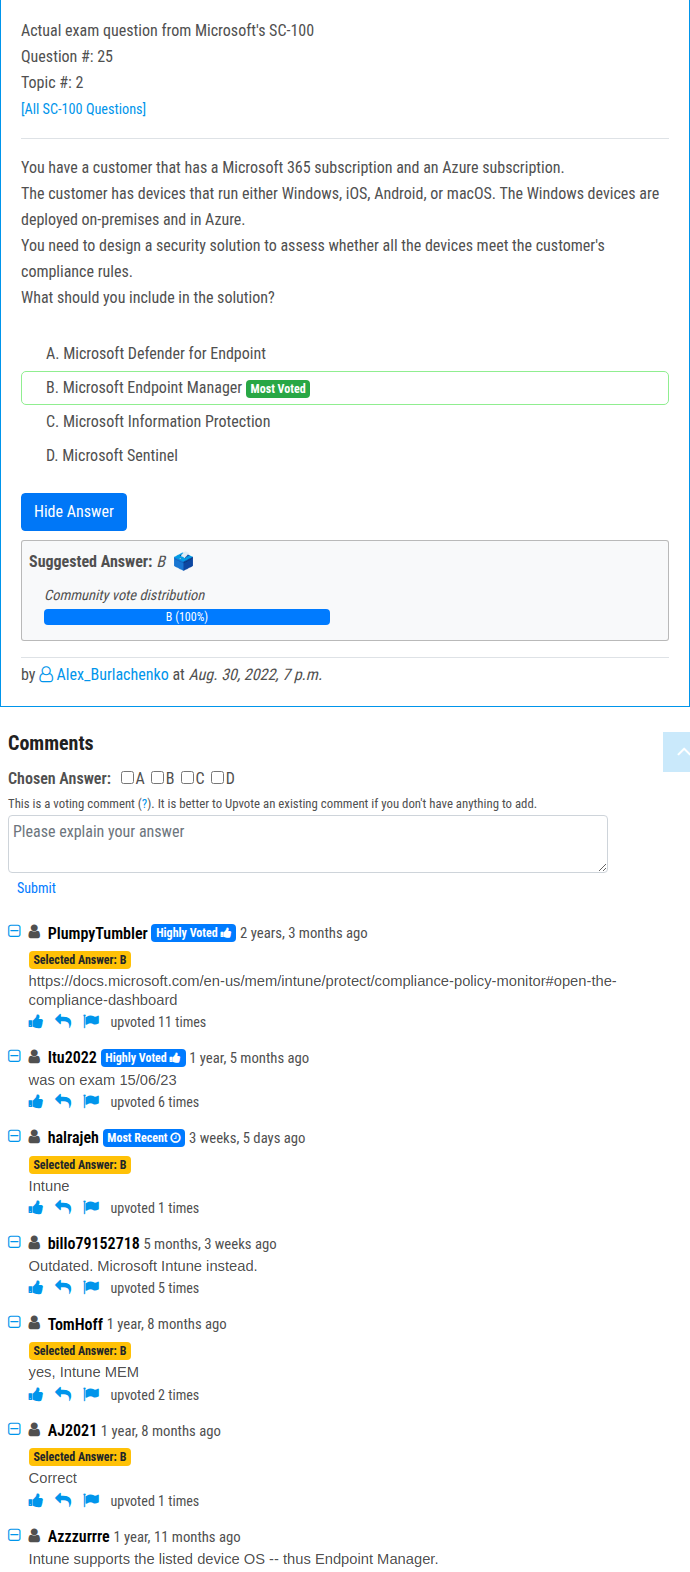 Actual exam question from Microsoft's SC-100
Question #: 25
Topic #: 2
[All SC-100 Questions]
You have a customer that has a Microsoft 365 subscription and an Azure subscription.
The customer has devices that run either Windows, iOS, Android, or macOS. The Windows devices are
deployed on-premises and in Azure.
You need to design a security solution to assess whether all the devices meet the customer's
compliance rules.
What should you include in the solution?
A. Microsoft Defender for Endpoint
B. Microsoft Endpoint Manager Most Voted
C. Microsoft Information Protection
D. Microsoft Sentinel
Hide Answer
Suggested Answer: B
Community vote distribution
B (100%)
by Alex_Burlachenko at Aug. 30, 2022, 7 p.m.
Comments
Chosen Answer: A B C D
This is a voting comment (?). It is better to Upvote an existing comment if you don't have anything to add.
Please explain your answer
Submit
PlumpyTumbler Highly Voted 2 years, 3 months ago
Selected Answer: B
https://docs.microsoft.com/en-us/mem/intune/protect/compliance-policy-monitor#open-the-
compliance-dashboard
upvoted 11 times
Itu2022 Highly Voted 1 year, 5 months ago
was on exam 15/06/23
upvoted 6 times
halrajeh Most Recent 3 weeks, 5 days ago
Selected Answer: B
Intune
upvoted 1 times
billo79152718 5 months, 3 weeks ago
Outdated. Microsoft Intune instead.
upvoted 5 times
TomHoff 1 year, 8 months ago
Selected Answer: B
yes, Intune MEM
upvoted 2 times
AJ2021 1 year, 8 months ago
Selected Answer: B
Correct
upvoted 1 times
Azzzurrre 1 year, 11 months ago
Intune supports the listed device OS -- thus Endpoint Manager.